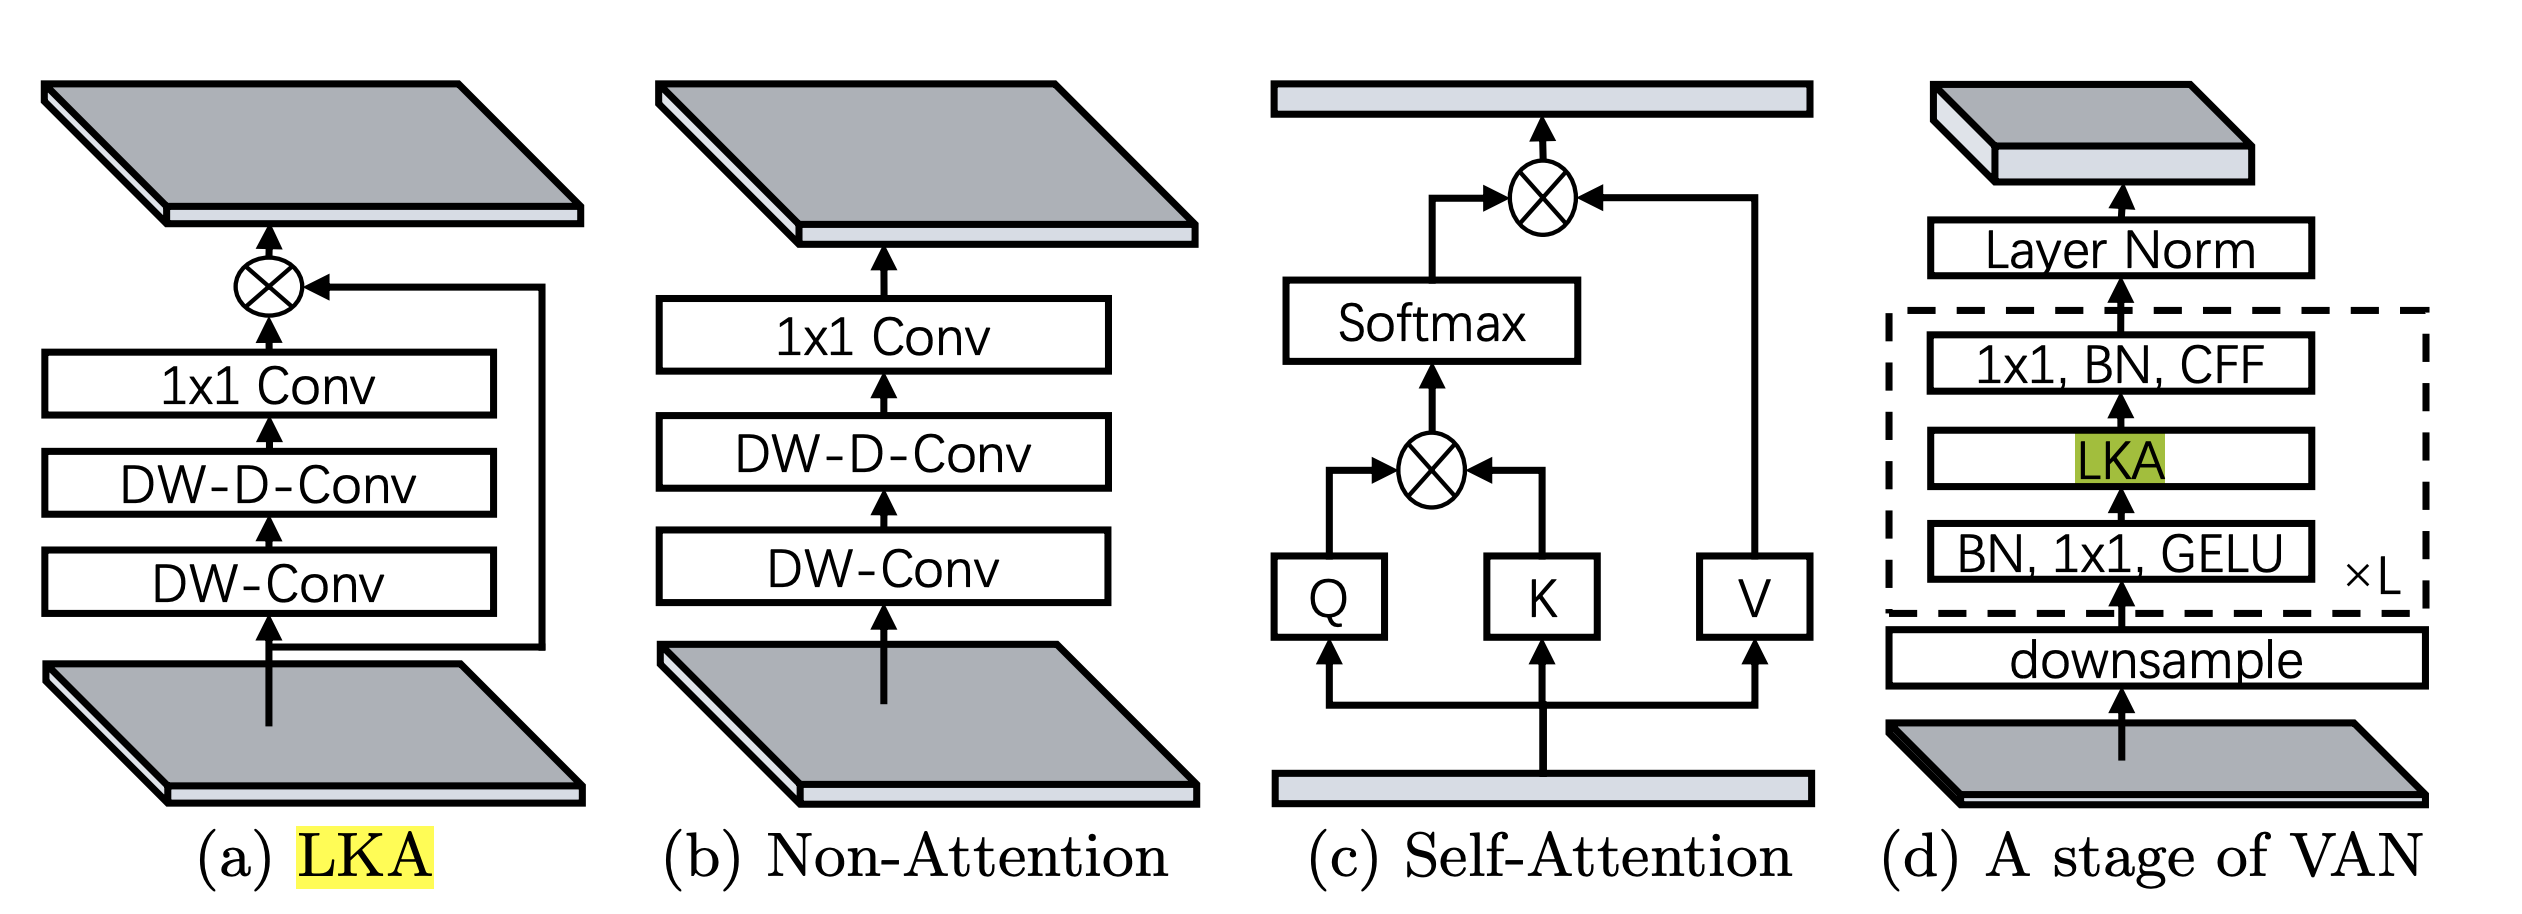 1x1 Conv
DW-D-Conv
DW-Conv
(a) LKA
1x1 Conv
DW-D-Conv
DW-Conv
(b) Non-Attention
Softmax
Q
K
V
(c) Self-Attention
Layer Norm
1x1, BN, CFF
LKA
BN, 1x1, GELU
×L
downsample
(d) A stage of VAN